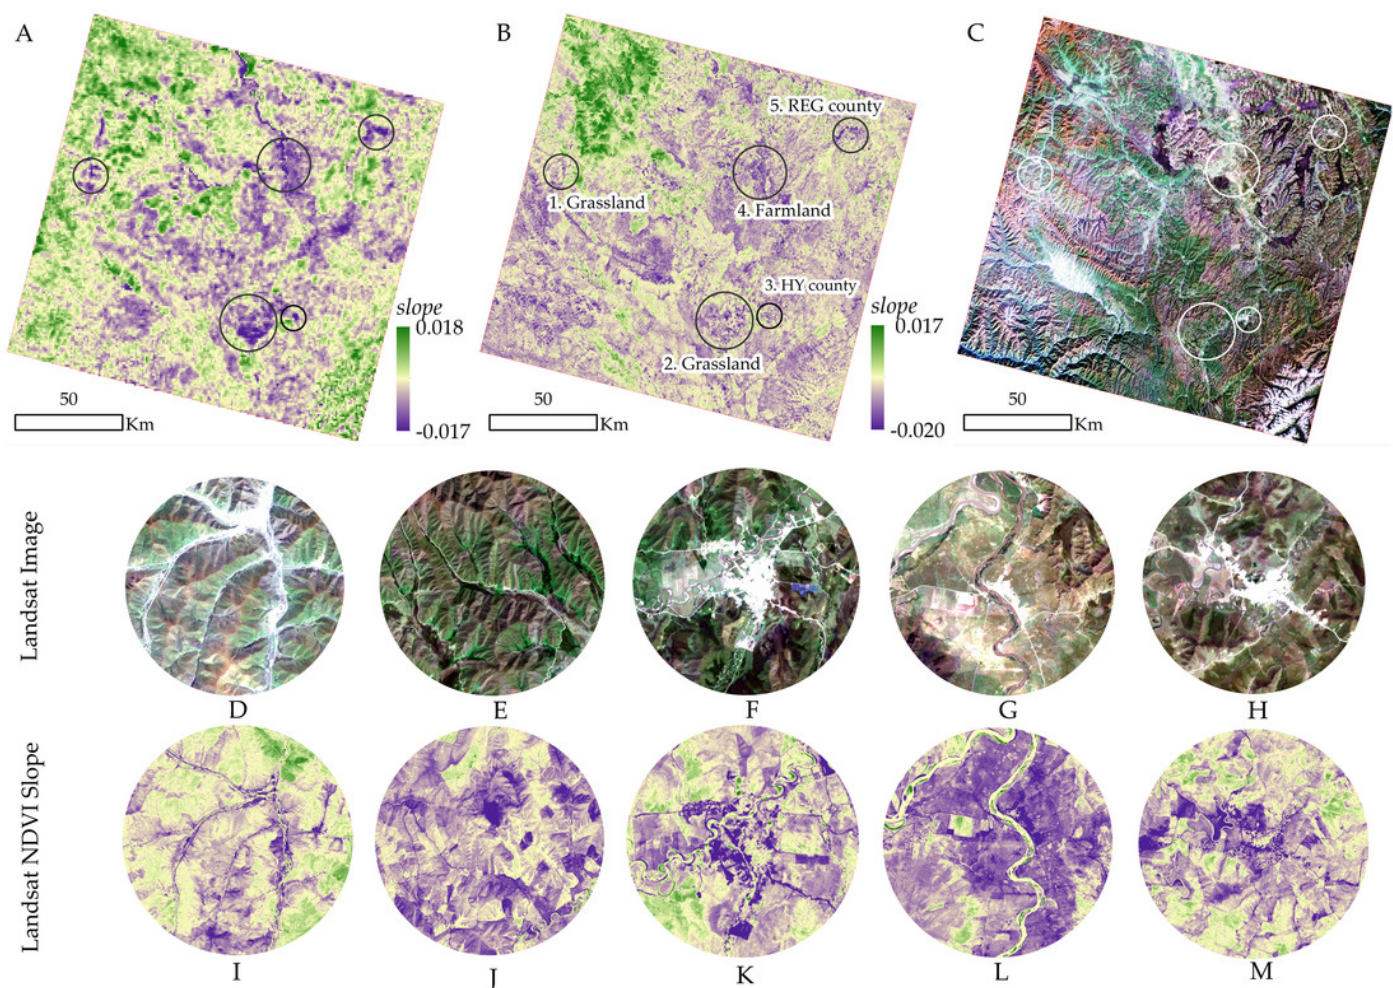 A
B
C
5. REG county
1. Grassland
4. Farmland
3. HY county
2. Grassland
slope
0.018
-0.017
slope
0.017
-0.020
50
Km
50
Km
50
Km
Landsat Image
D
E
F
G
H
Landsat NDVI Slope
I
J
K
L
M